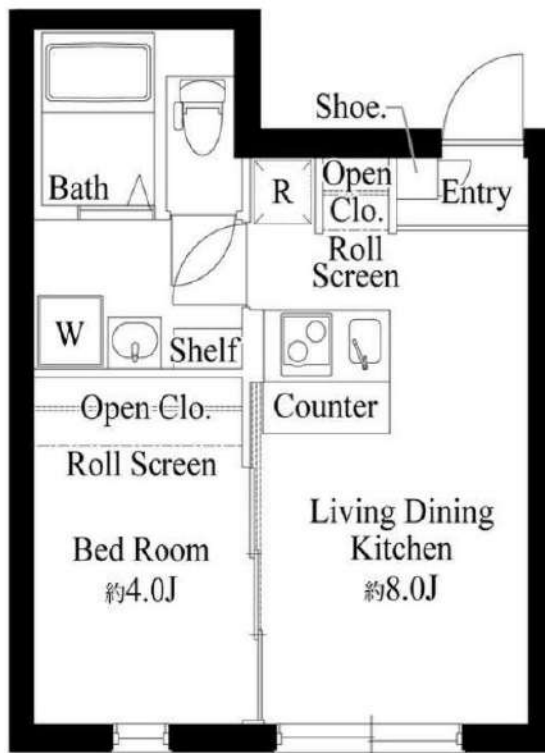 Shoe.
Bath
R
Open
Clo.
Entry
Roll
Screen
W
Shelf
Open Clo.
Counter
Roll Screen
Living Dining
Kitchen
約8.0J
Bed Room
約4.0J